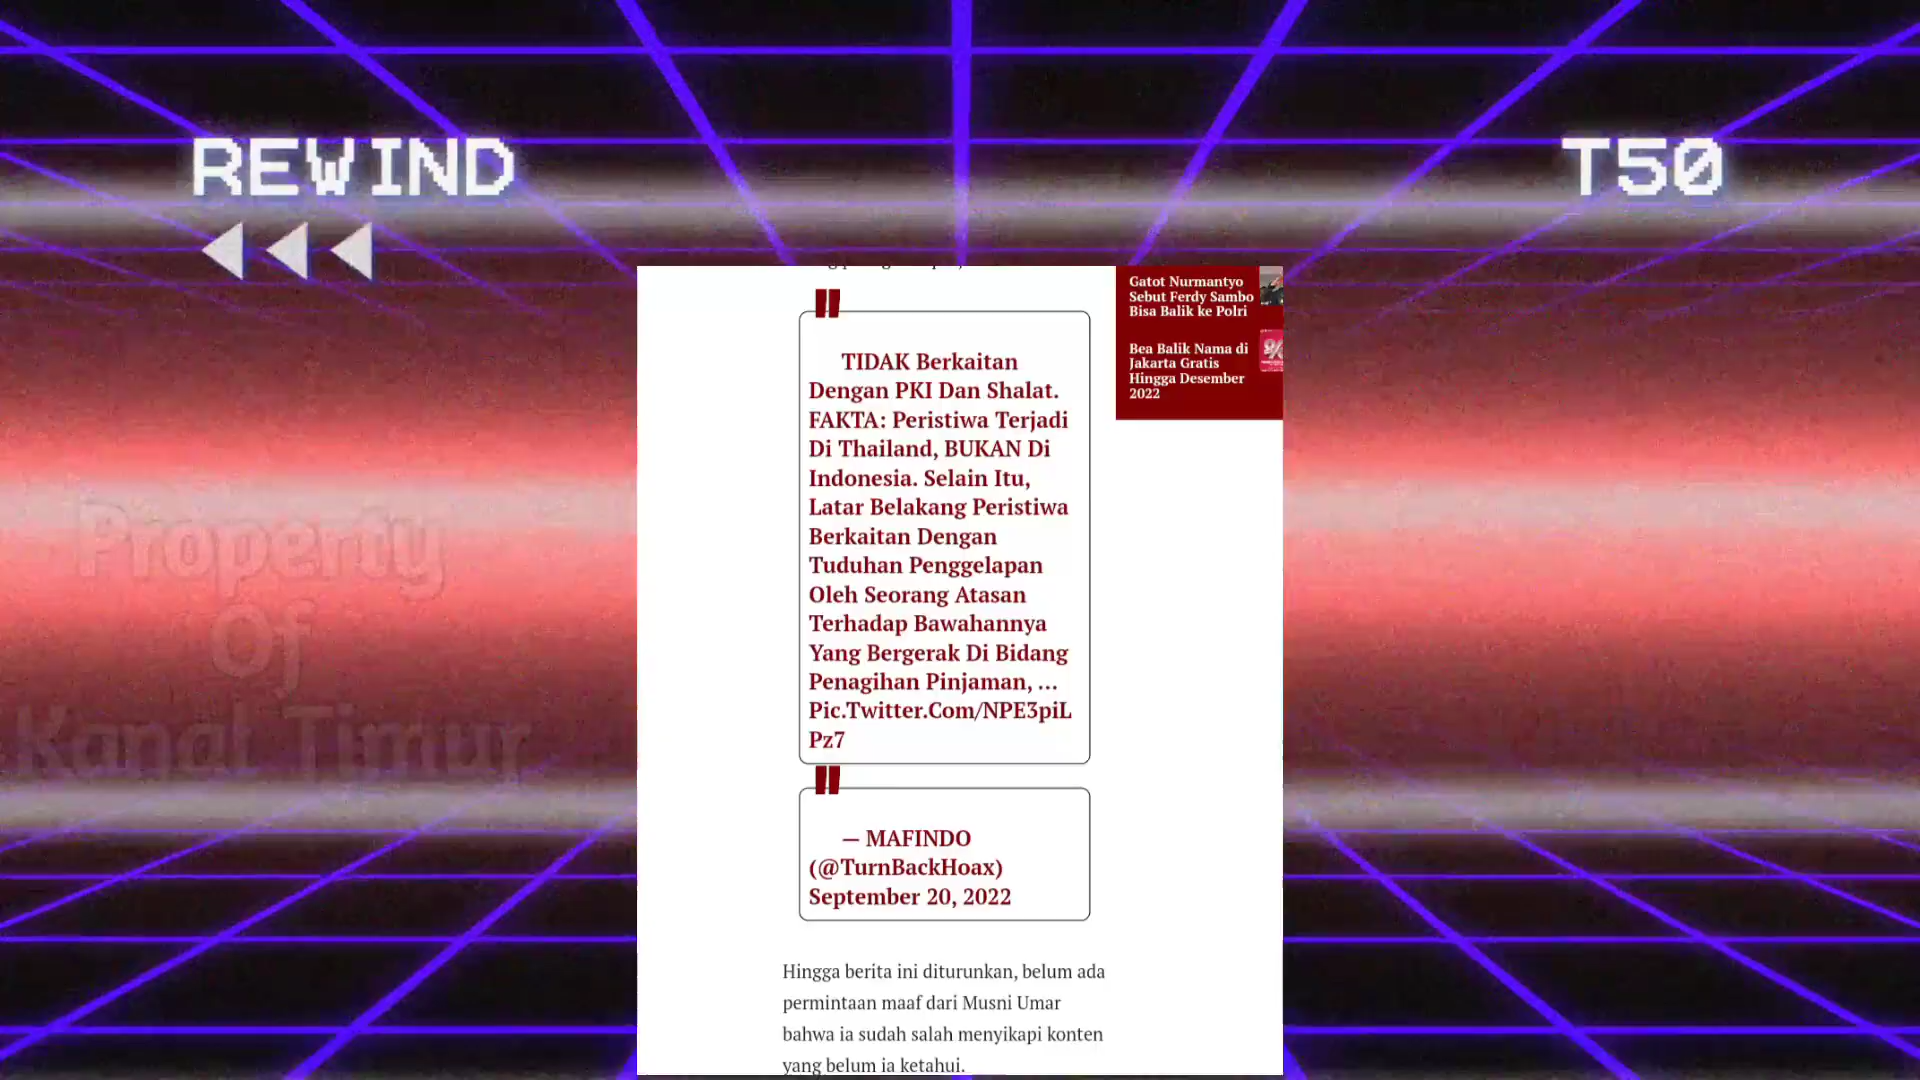 REWIND
T50
Gatot Nurmantyo
Sebut Ferdy Sambo
Bisa Balik ke Polri
Bea Balik Nama di
Jakarta Gratis
Hingga Desember
2022
TIDAK Berkaitan
Dengan PKI Dan Shalat.
FAKTA: Peristiwa Terjadi
Di Thailand, BUKAN Di
Indonesia. Selain Itu,
Latar Belakang Peristiwa
Berkaitan Dengan
Tuduhan Penggelapan
Oleh Seorang Atasan
Terhadap Bawahannya
Yang Bergerak Di Bidang
Penagihan Pinjaman, ...
Pic.Twitter.Com/NPE3piL
Pz7
— MAFINDO
(@TurnBackHoax)
September 20, 2022
Hingga berita ini diturunkan, belum ada
permintaan maaf dari Musni Umar
bahwa ia sudah salah menyikapi konten
yang belum ia ketahui.
Property
Of
Kanal Timur